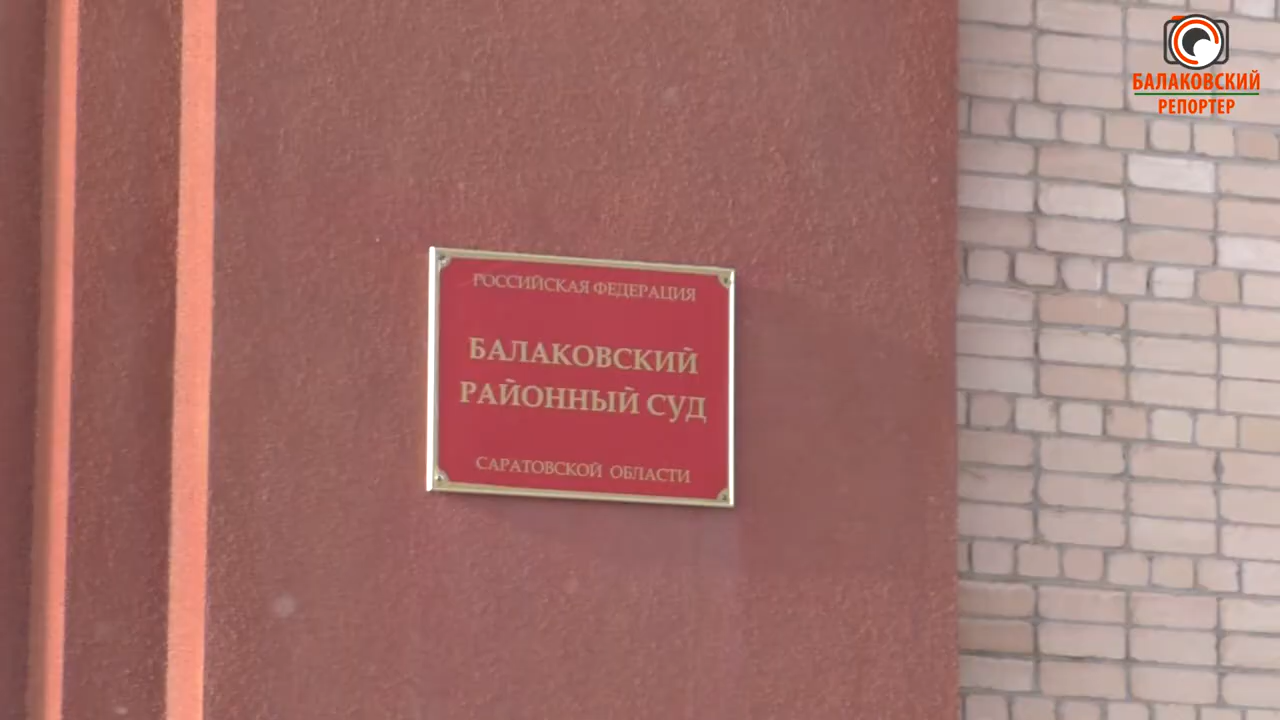 БАЛАКОВСКИЙ
РЕПОРТЕР
РОССИЙСКАЯ ФЕДЕРАЦИЯ
БАЛАКОВСКИЙ
РАЙОННЫЙ СУД
САРАТОВСКОЙ ОБЛАСТИ